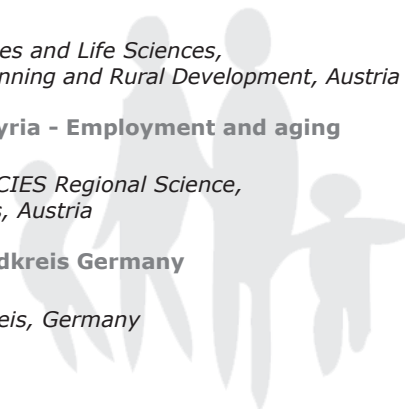 es and Life Sciences,
nning and Rural Development, Austria
yria - Employment and aging
CIES Regional Science,
s, Austria
dkreis Germany
eis, Germany